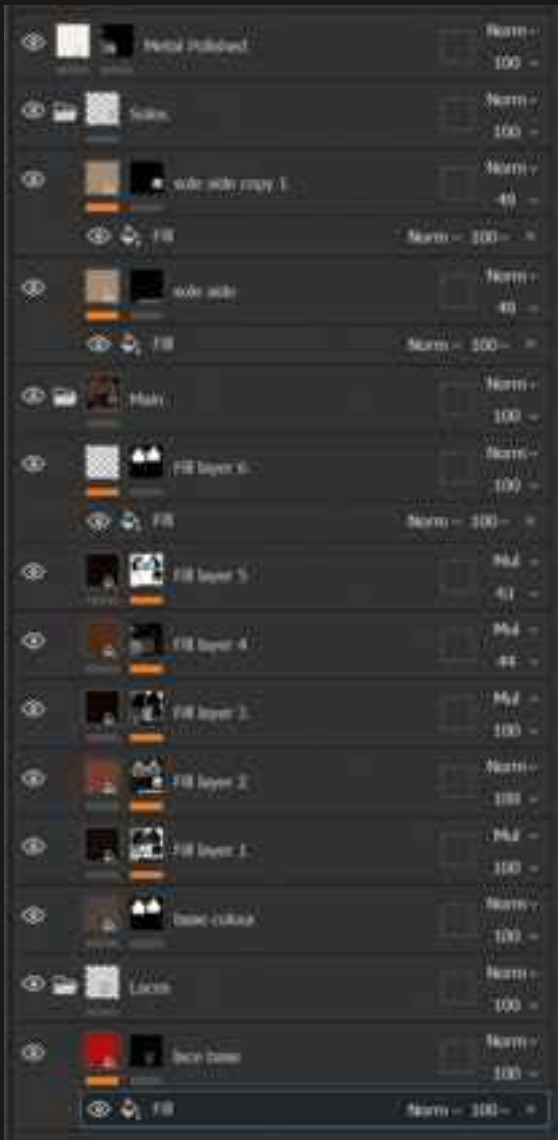 Norm
Metal Polished
100
Norm
Soles
100
Norm
sole side copy 1
49
Fill Norm 100
Norm
sole side
49
Fill Norm 100
Norm
Main
100
Norm
Fill layer 6
100
Fill Norm 100
Mul
Fill layer 5
Mul
Fill layer 4
44
Mul
Fill layer 3
100
Norm
Fill layer 2
100
Mul
Fill layer 1
100
Norm
base colour
100
Norm
Laces
100
Norm
lace base
100
Fill Norm 100